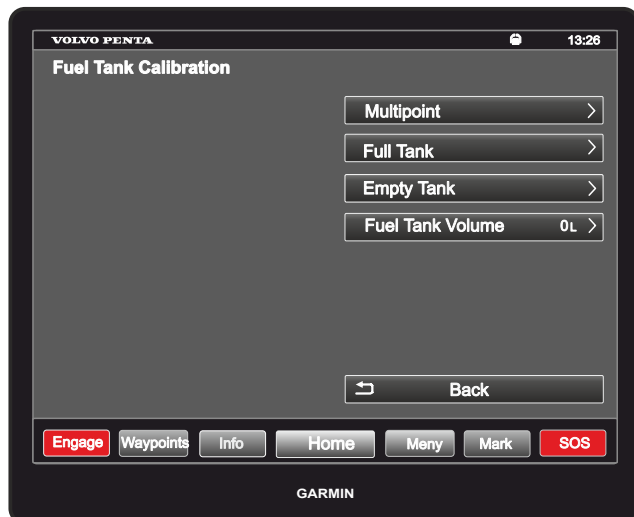 VOLVO PENTA 13:26
Fuel Tank Calibration
Multipoint
Full Tank
Empty Tank
Fuel Tank Volume 0L
Back
Engage Waypoints Info Home Meny Mark SOS
GARMIN